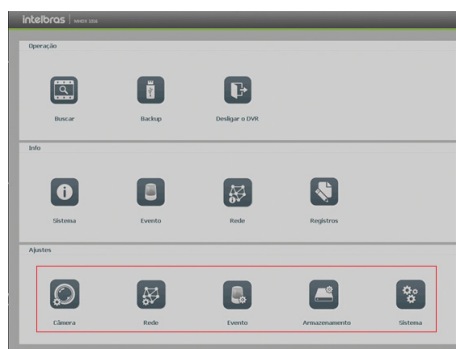 intelbras
Operação
Buscar Backup Desligar o DVR
Info
Sistema Evento Rede Registros
Ajustes
Câmera Rede Evento Armazenamento Sistema